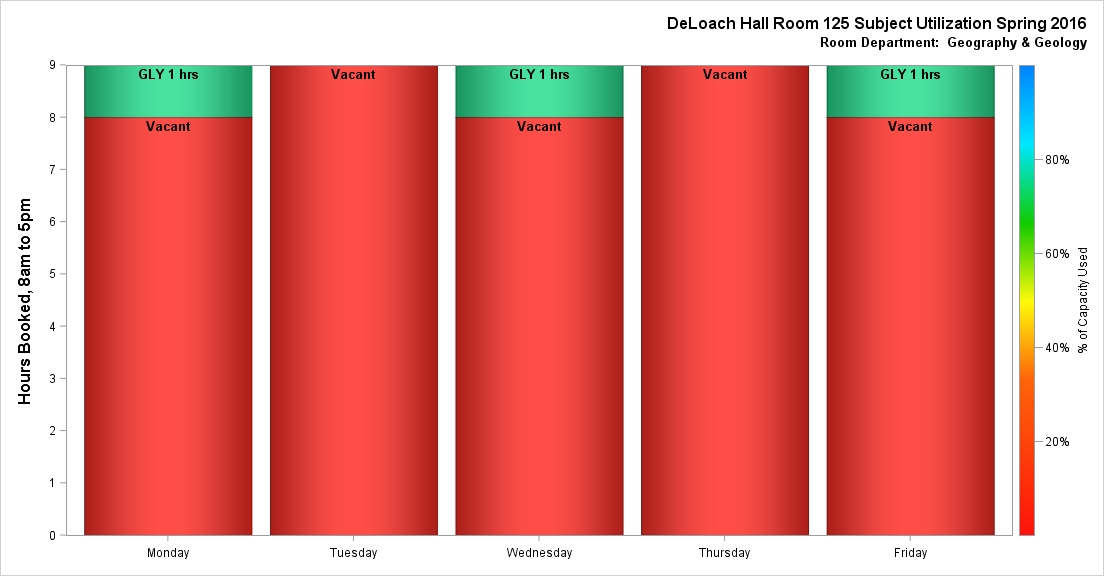 DeLoach Hall Room 125 Subject Utilization Spring 2016
Room Department: Geography & Geology
Hours Booked, 8am to 5pm
9
8
7
6
5
4
3
2
1
0
GLY 1 hrs
Vacant
Vacant
GLY 1 hrs
Vacant
Vacant
GLY 1 hrs
Vacant
Monday
Tuesday
Wednesday
Thursday
Friday
80%
60%
40%
20%
% of Capacity Used